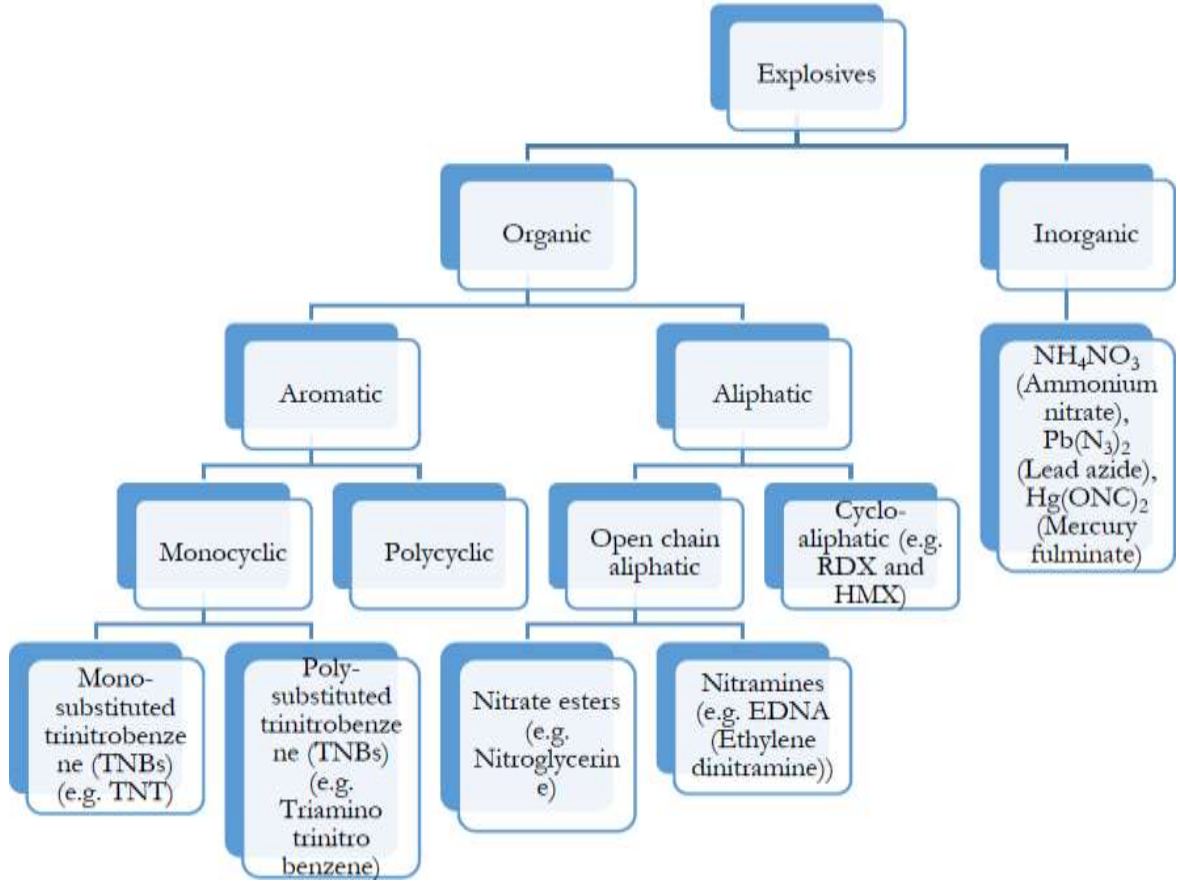 Explosives
Organic
Inorganic
Aromatic
Aliphatic
NH₄NO₃
(Ammonium
nitrate),
Pb(N₃)₂
(Lead azide),
Hg(ONC)₂
(Mercury
fulminate)
Monocyclic
Polycyclic
Open chain
aliphatic
Cyclo-
aliphatic (e.g.
RDX and
HMX)
Mono-
substituted
trinitrobenze
ne (TNBs)
(e.g. TNT)
Poly-
substituted
trinitrobenze
ne (TNBs)
(e.g.
Triamino
trinitro
benzene)
Nitrate esters
(e.g.
Nitroglycerin
e)
Nitramines
(e.g. EDNA
(Ethylene
dinitramine))